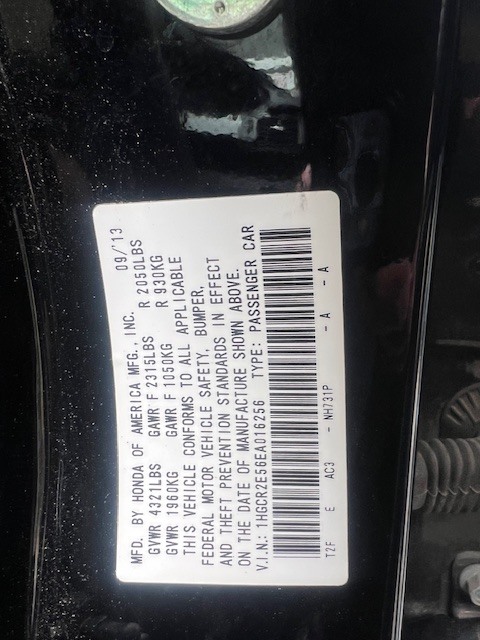 MFD. BY HONDA OF AMERICA MFG., INC. 09/'13
GVWR 4321LBS GAWR F 2315LBS R 2050LBS
GVWR 1960KG GAWR F 1050KG R 930KG
THIS VEHICLE CONFORMS TO ALL APPLICABLE
FEDERAL MOTOR VEHICLE SAFETY, BUMPER,
AND THEFT PREVENTION STANDARDS IN EFFECT
ON THE DATE OF MANUFACTURE SHOWN ABOVE.
V.I.N.: 1HGCR2E56EA016256 TYPE: PASSENGER CAR
T2F E AC3 - NH731P - A - A